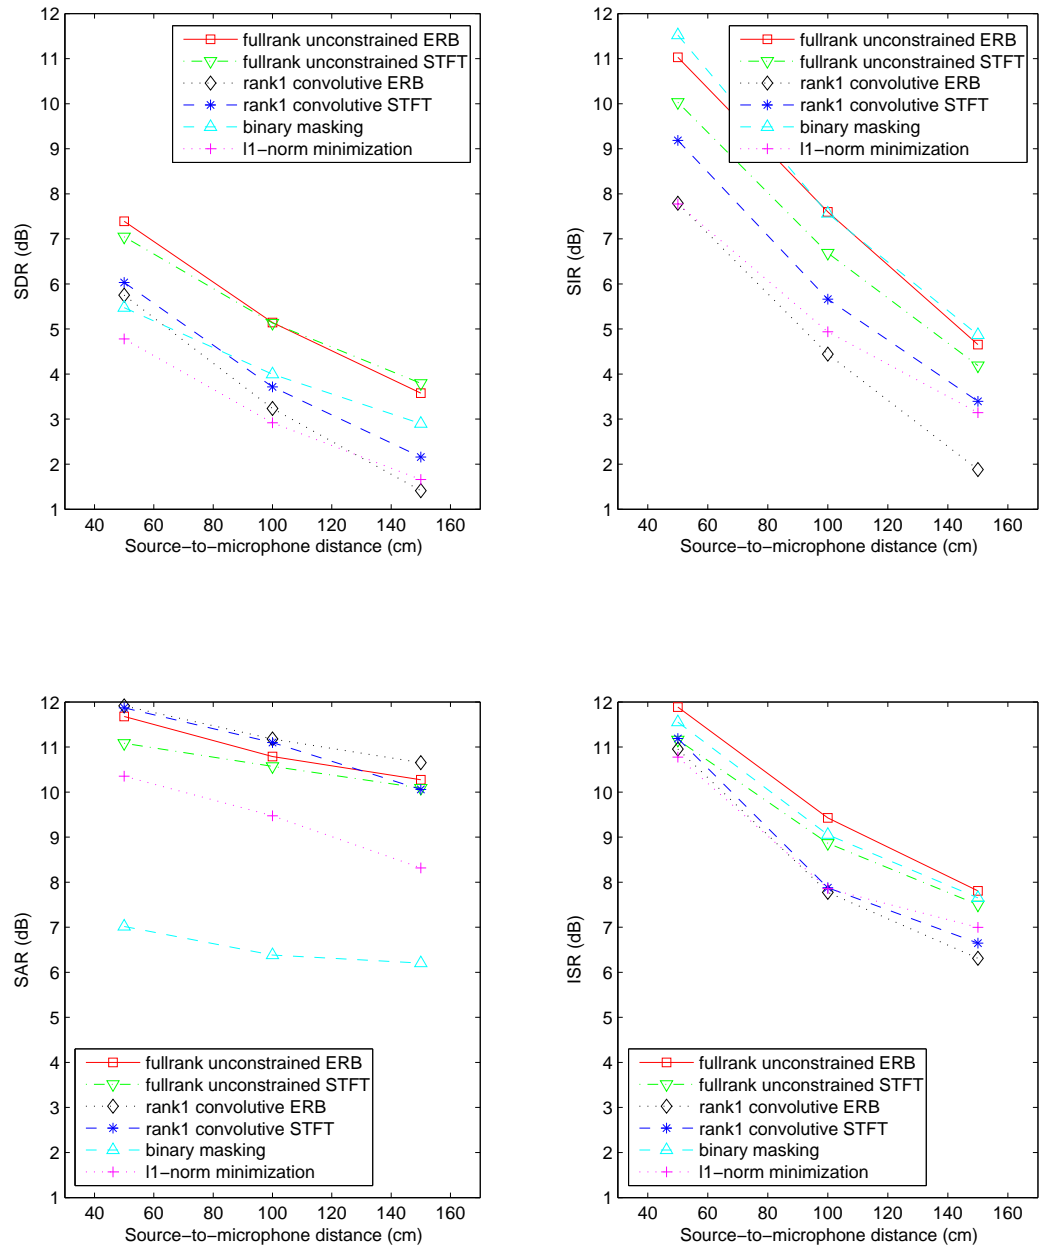 12
11
10
9
8
7
6
5
4
3
2
1
SDR (dB)
fullrank unconstrained ERB
fullrank unconstrained STFT
rank1 convolutive ERB
rank1 convolutive STFT
binary masking
l1−norm minimization
40 60 80 100 120 140 160
Source−to−microphone distance (cm)
12
11
10
9
8
7
6
5
4
3
2
1
SIR (dB)
fullrank unconstrained ERB
fullrank unconstrained STFT
rank1 convolutive ERB
rank1 convolutive STFT
binary masking
l1−norm minimization
40 60 80 100 120 140 160
Source−to−microphone distance (cm)
12
11
10
9
8
7
6
5
4
3
2
1
SAR (dB)
fullrank unconstrained ERB
fullrank unconstrained STFT
rank1 convolutive ERB
rank1 convolutive STFT
binary masking
l1−norm minimization
40 60 80 100 120 140 160
Source−to−microphone distance (cm)
12
11
10
9
8
7
6
5
4
3
2
1
ISR (dB)
fullrank unconstrained ERB
fullrank unconstrained STFT
rank1 convolutive ERB
rank1 convolutive STFT
binary masking
l1−norm minimization
40 60 80 100 120 140 160
Source−to−microphone distance (cm)